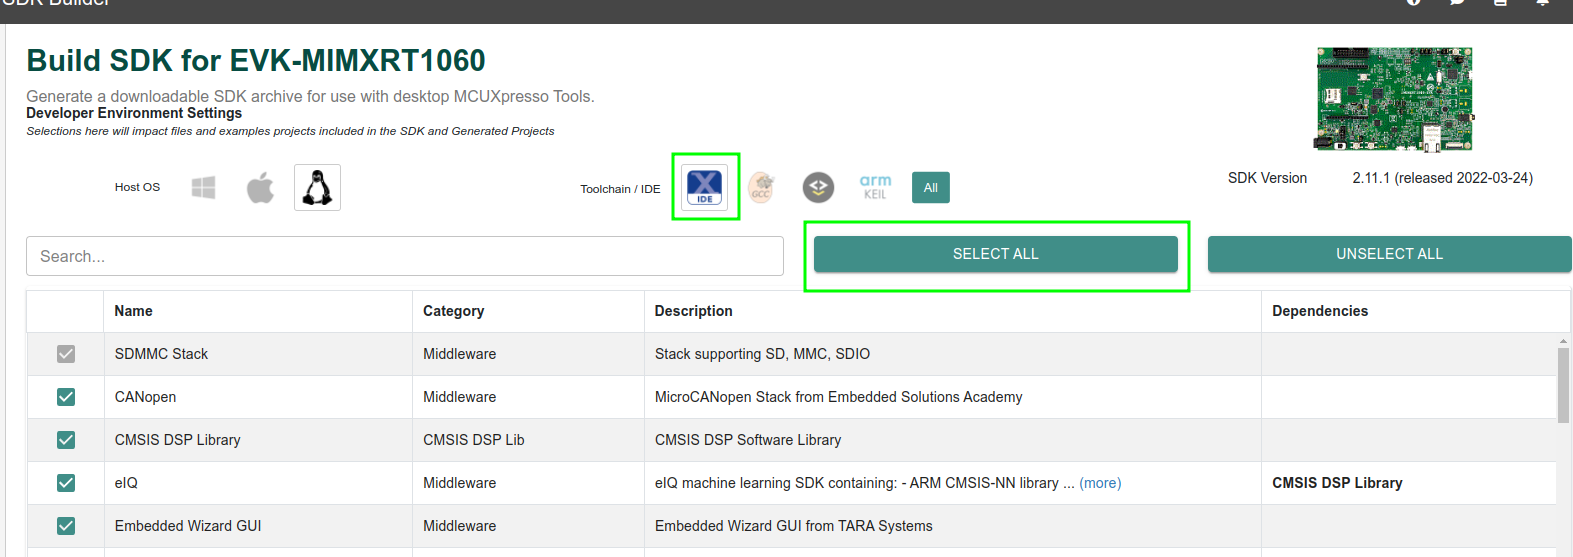 SDK Builder
Build SDK for EVK-MIMXRT1060
Generate a downloadable SDK archive for use with desktop MCUXpresso Tools.
Developer Environment Settings
Selections here will impact files and examples projects included in the SDK and Generated Projects
Host OS
Toolchain / IDE
X IDE
GCC
arm KEIL
All
SDK Version 2.11.1 (released 2022-03-24)
Search...
SELECT ALL
UNSELECT ALL
Name Category Description Dependencies
SDMMC Stack Middleware Stack supporting SD, MMC, SDIO
CANopen Middleware MicroCANopen Stack from Embedded Solutions Academy
CMSIS DSP Library CMSIS DSP Lib CMSIS DSP Software Library
eIQ Middleware eIQ machine learning SDK containing: - ARM CMSIS-NN library ... (more) CMSIS DSP Library
Embedded Wizard GUI Middleware Embedded Wizard GUI from TARA Systems